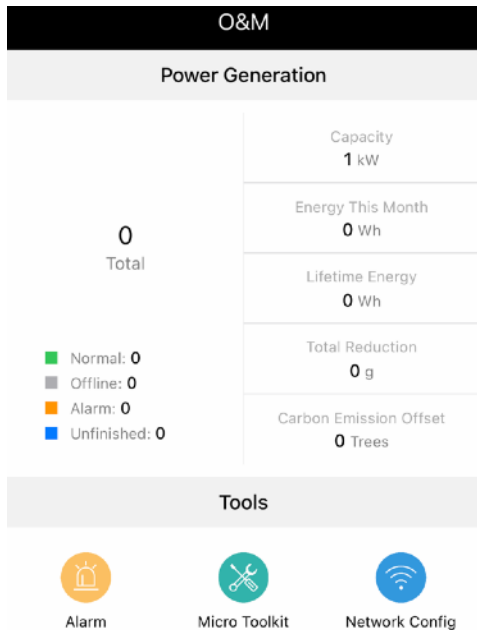 O&M
Power Generation
0
Total
Normal: 0
Offline: 0
Alarm: 0
Unfinished: 0
Capacity
1 kW
Energy This Month
0 Wh
Lifetime Energy
0 Wh
Total Reduction
0 g
Carbon Emission Offset
0 Trees
Tools
Alarm
Micro Toolkit
Network Config